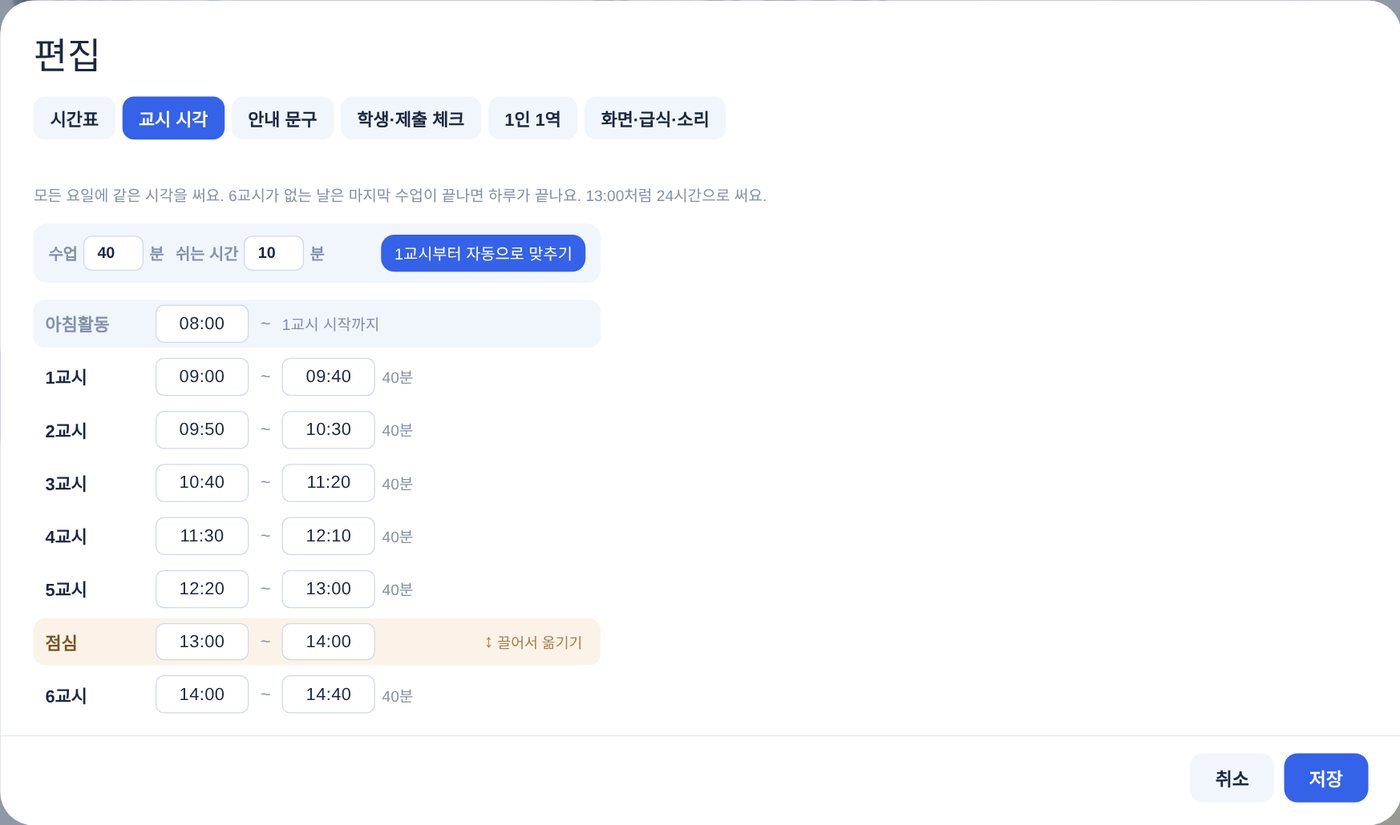 편집
시간표 교시 시각 안내 문구 학생·제출 체크 1인 1역 화면·급식·소리
모든 요일에 같은 시각을 써요. 6교시가 없는 날은 마지막 수업이 끝나면 하루가 끝나요. 13:00처럼 24시간으로 써요.
수업 40 분 쉬는 시간 10 분 1교시부터 자동으로 맞추기
아침활동 08:00 ~ 1교시 시작까지
1교시 09:00 ~ 09:40 40분
2교시 09:50 ~ 10:30 40분
3교시 10:40 ~ 11:20 40분
4교시 11:30 ~ 12:10 40분
5교시 12:20 ~ 13:00 40분
점심 13:00 ~ 14:00 ↕ 끌어서 옮기기
6교시 14:00 ~ 14:40 40분
취소 저장